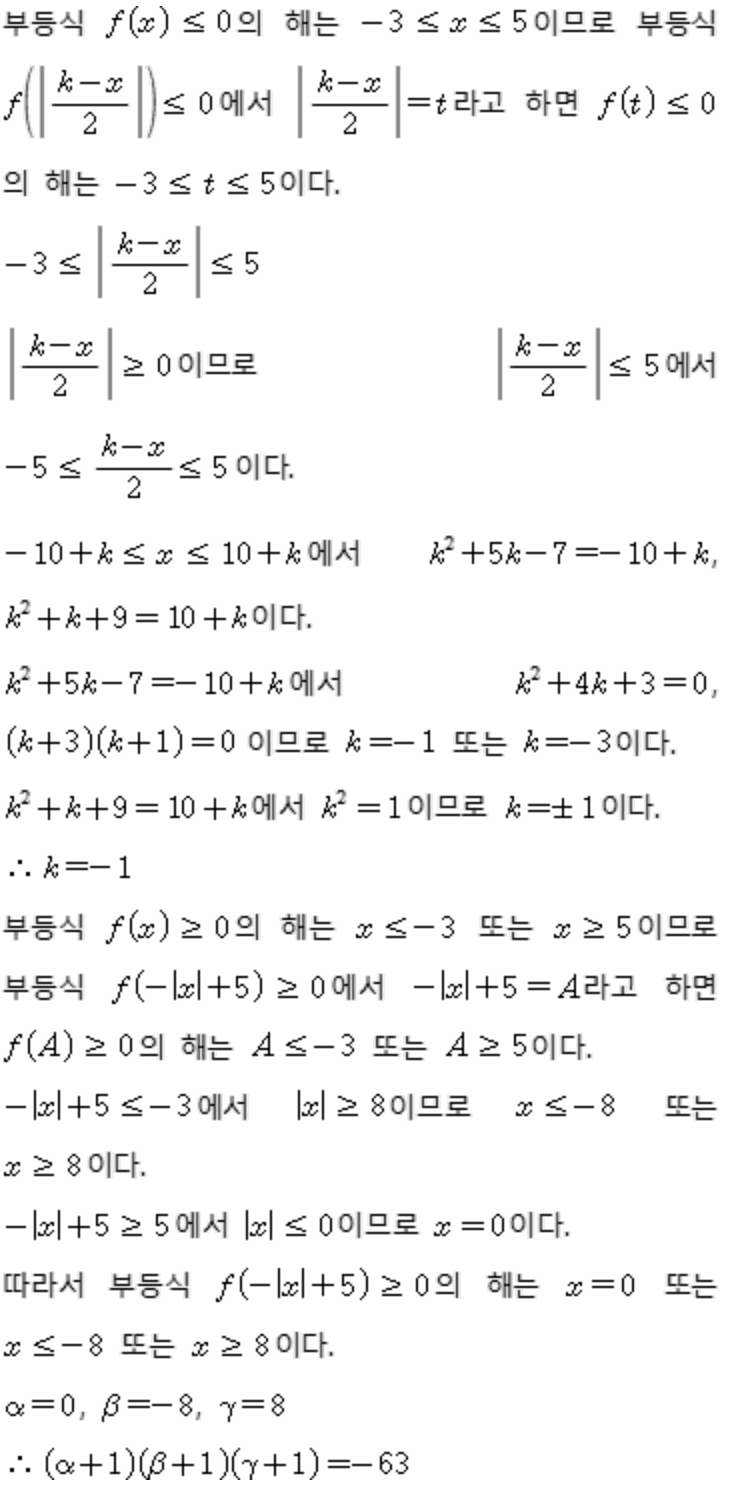 부등식 f(x) ≤ 0의 해는 −3 ≤ x ≤ 5이므로 부등식
f(|(k−x)/2|) ≤ 0에서 |(k−x)/2| = t라고 하면 f(t) ≤ 0
의 해는 −3 ≤ t ≤ 5이다.
−3 ≤ |(k−x)/2| ≤ 5
|(k−x)/2| ≥ 0이므로 |(k−x)/2| ≤ 5에서
−5 ≤ (k−x)/2 ≤ 5 이다.
−10+k ≤ x ≤ 10+k에서 k²+5k−7=−10+k,
k²+k+9=10+k이다.
k²+5k−7=−10+k에서 k²+4k+3=0,
(k+3)(k+1)=0 이므로 k=−1 또는 k=−3이다.
k²+k+9=10+k에서 k²=1이므로 k=±1이다.
∴ k=−1
부등식 f(x) ≥ 0의 해는 x ≤−3 또는 x ≥ 5이므로
부등식 f(−|x|+5) ≥ 0에서 −|x|+5=A라고 하면
f(A) ≥ 0의 해는 A ≤−3 또는 A ≥ 5이다.
−|x|+5 ≤−3에서 |x| ≥ 8이므로 x ≤−8 또는
x ≥ 8이다.
−|x|+5 ≥ 5에서 |x| ≤ 0이므로 x=0이다.
따라서 부등식 f(−|x|+5) ≥ 0의 해는 x=0 또는
x ≤−8 또는 x ≥ 8이다.
α=0, β=−8, γ=8
∴ (α+1)(β+1)(γ+1)=−63